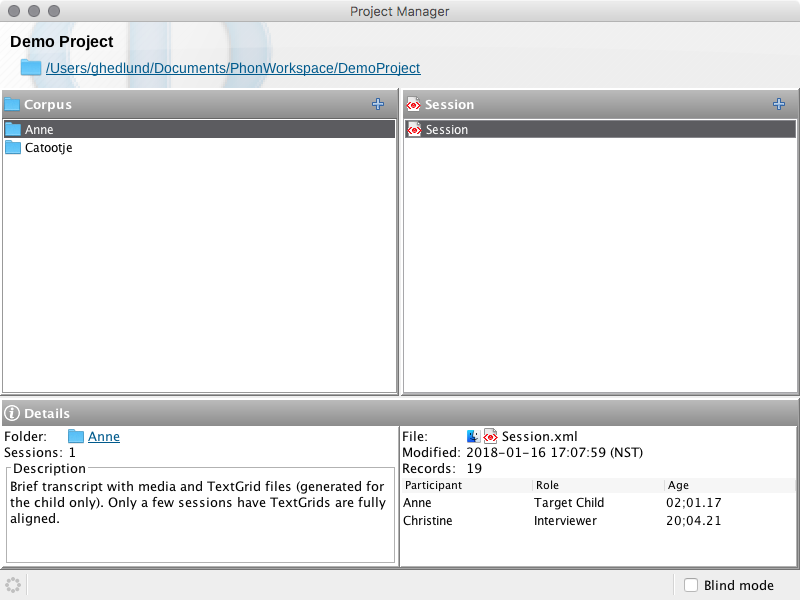 Project Manager
Demo Project
/Users/ghedlund/Documents/PhonWorkspace/DemoProject
Corpus
Anne
Catootje
Session
Session
Details
Folder: Anne
Sessions: 1
Description
Brief transcript with media and TextGrid files (generated for
the child only). Only a few sessions have TextGrids are fully
aligned.
File: Session.xml
Modified: 2018-01-16 17:07:59 (NST)
Records: 19
Participant Role Age
Anne Target Child 02;01.17
Christine Interviewer 20;04.21
Blind mode